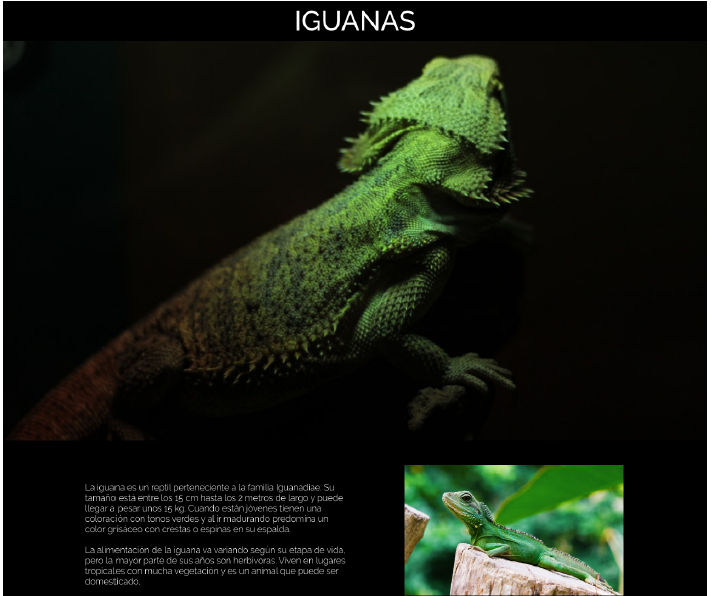 IGUANAS
La iguana es un reptil perteneciente a la familia Iguanadiae. Su
tamaño está entre los 15 cm hasta los 2 metros de largo y puede
llegar a pesar unos 15 kg. Cuando están jóvenes tienen una
coloración con tonos verdes y al ir madurando predomina un
color grisáceo con crestas o espinas en su espalda.
La alimentación de la iguana va variando según su etapa de vida,
pero la mayor parte de sus años son herbívoras. Viven en lugares
tropicales con mucha vegetación y es un animal que puede ser
domesticado.